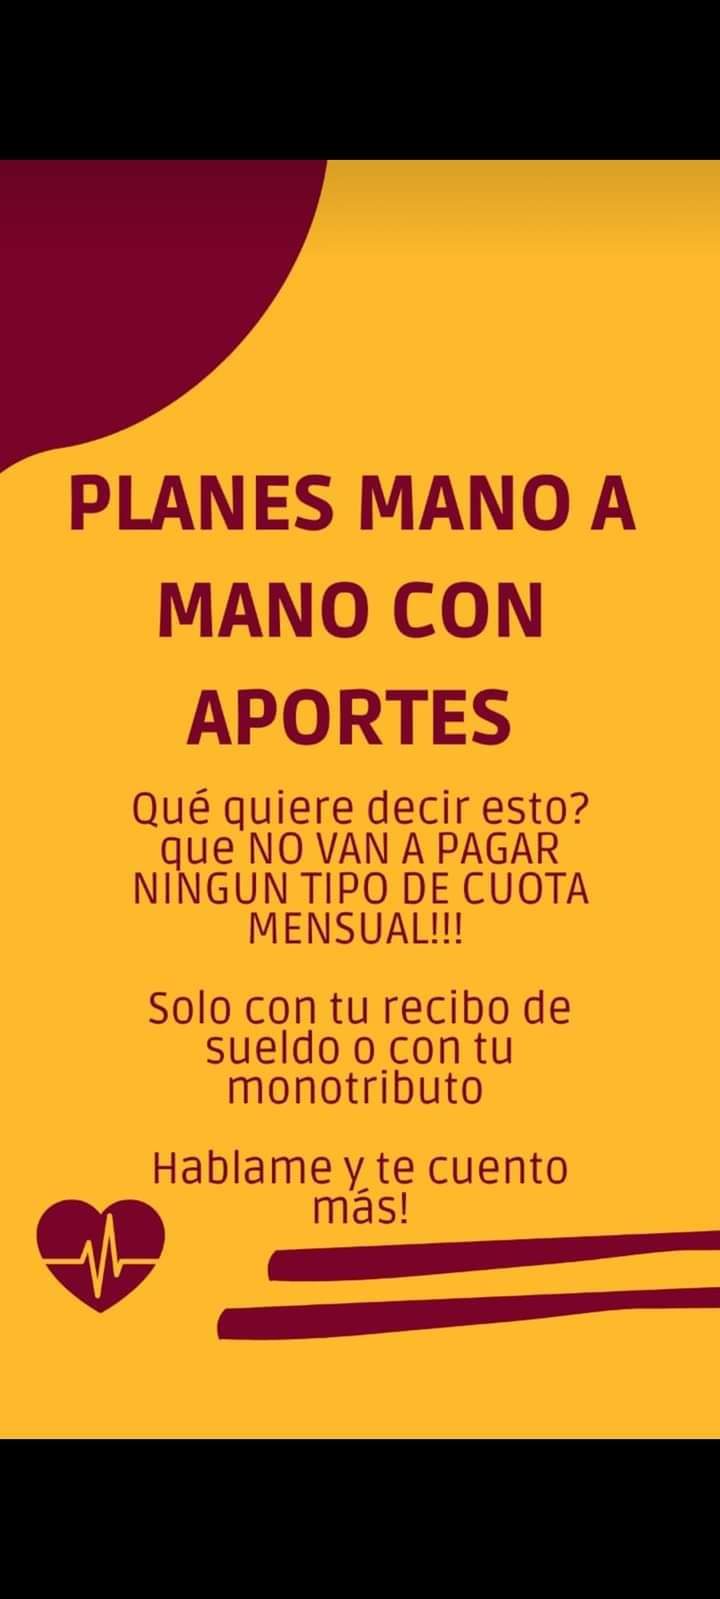 PLANES MANO A
MANO CON
APORTES
Qué quiere decir esto?
que NO VAN A PAGAR
NINGUN TIPO DE CUOTA
MENSUAL!!!
Solo con tu recibo de
sueldo o con tu
monotributo
Hablame y te cuento
más!